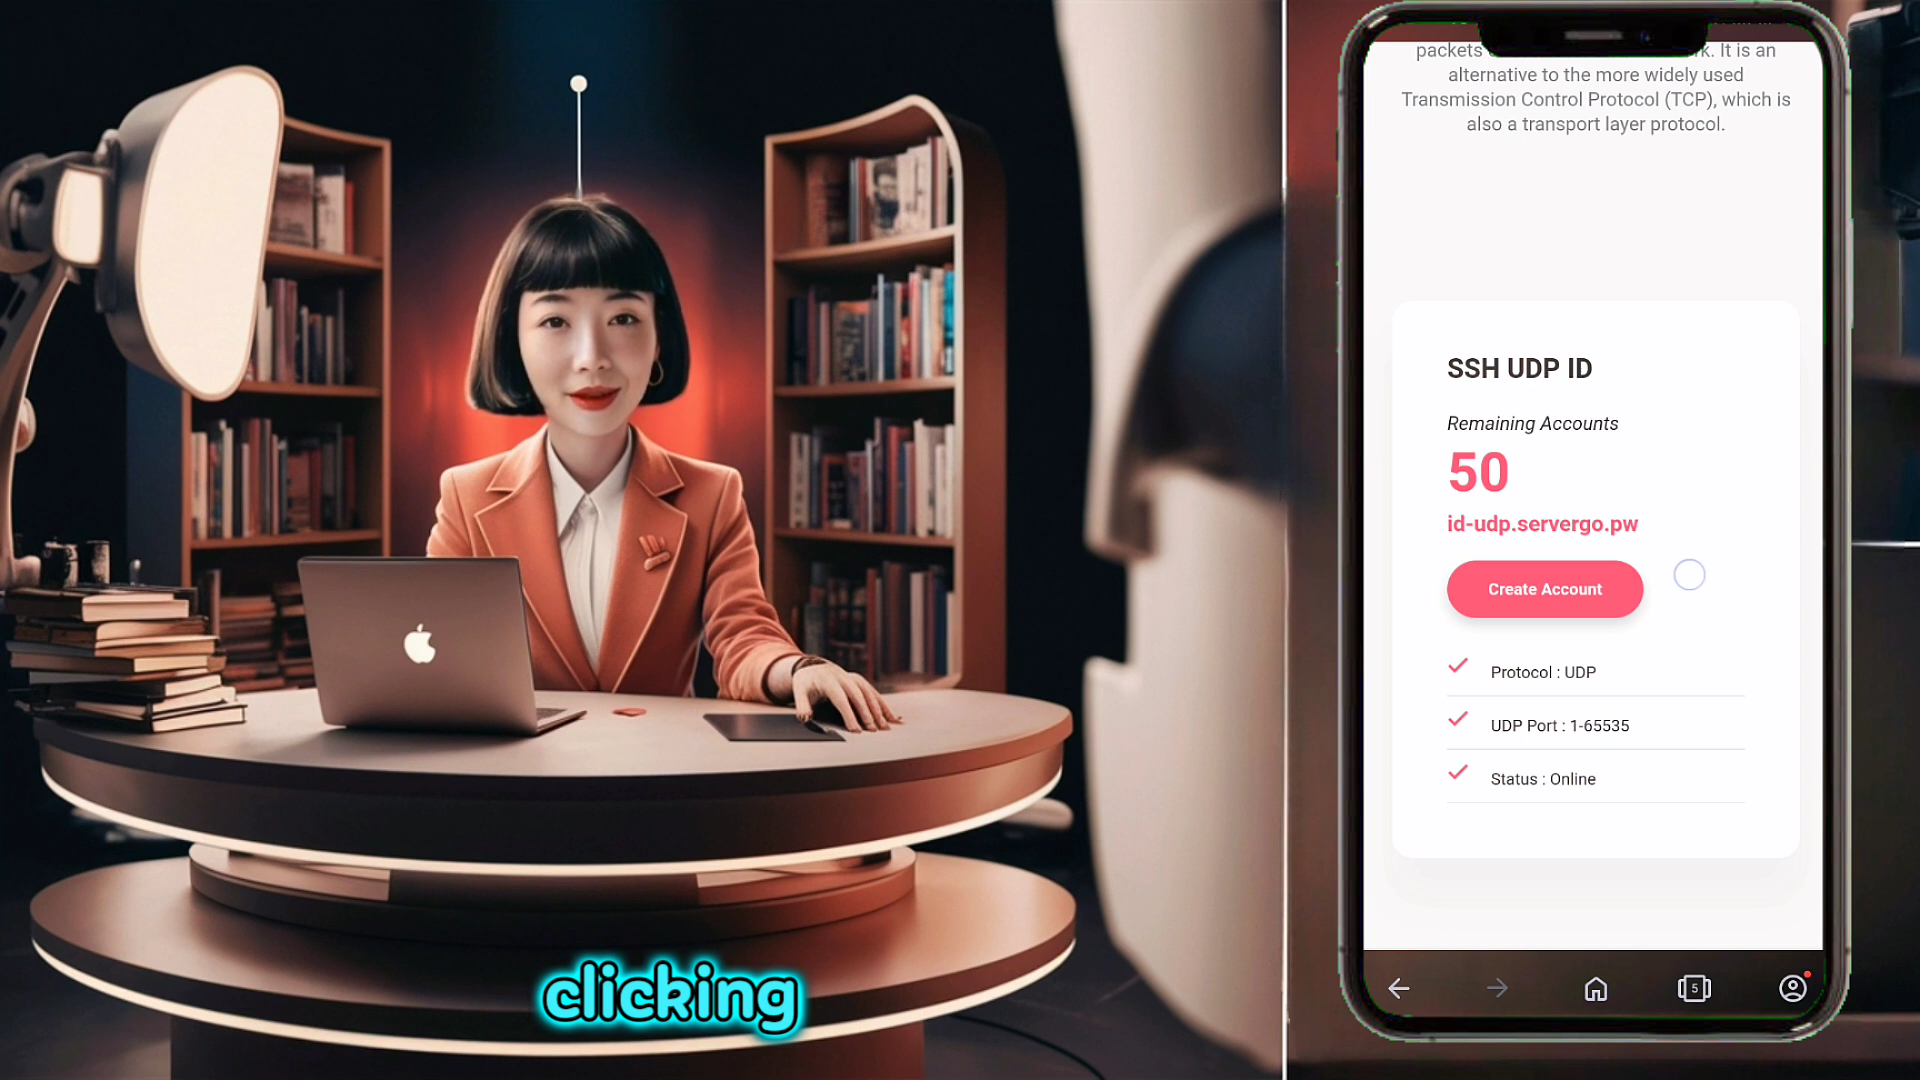 packets
rk. It is an
alternative to the more widely used
Transmission Control Protocol (TCP), which is
also a transport layer protocol.
SSH UDP ID
Remaining Accounts
50
id-udp.servergo.pw
Create Account
Protocol : UDP
UDP Port : 1-65535
Status : Online
5
clicking